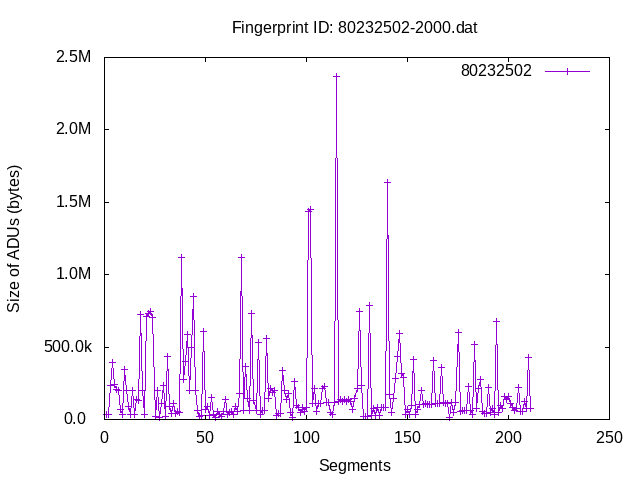 Fingerprint ID: 80232502-2000.dat
2.5M
80232502
2.0M
1.5M
1.0M
500.0k
0.0
Size of ADUs (bytes)
0 50 100 150 200 250
Segments